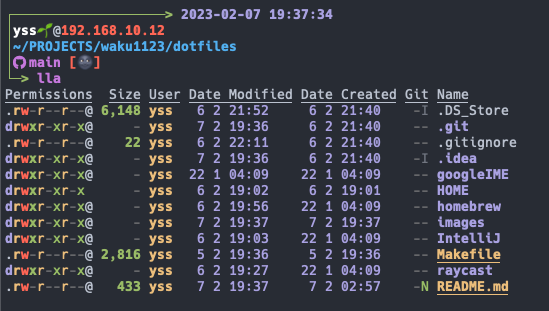 2023-02-07 19:37:34
yss🌱@192.168.10.12
~/PROJECTS/waku1123/dotfiles
main [🌚]
lla
Permissions Size User Date Modified Date Created Git Name
.rw-r--r--@ 6,148 yss 6 2 21:52 6 2 21:40 -I .DS_Store
drwxr-xr-x@ - yss 7 2 19:36 6 2 21:40 -- .git
.rw-r--r--@ 22 yss 6 2 22:11 6 2 21:40 -- .gitignore
drwxr-xr-x@ - yss 7 2 19:36 6 2 21:40 -I .idea
drwxr-xr-x@ - yss 22 1 04:09 22 1 04:09 -- googleIME
drwxr-xr-x - yss 6 2 19:02 6 2 19:01 -- HOME
drwxr-xr-x@ - yss 6 2 19:56 22 1 04:09 -- homebrew
drwxr-xr-x@ - yss 7 2 19:37 7 2 19:37 -- images
drwxr-xr-x@ - yss 6 2 19:03 22 1 04:09 -- IntelliJ
.rw-r--r--@ 2,816 yss 5 2 19:36 5 2 19:36 -- Makefile
drwxr-xr-x@ - yss 6 2 19:27 22 1 04:09 -- raycast
.rw-r--r--@ 433 yss 7 2 19:37 7 2 02:57 -N README.md